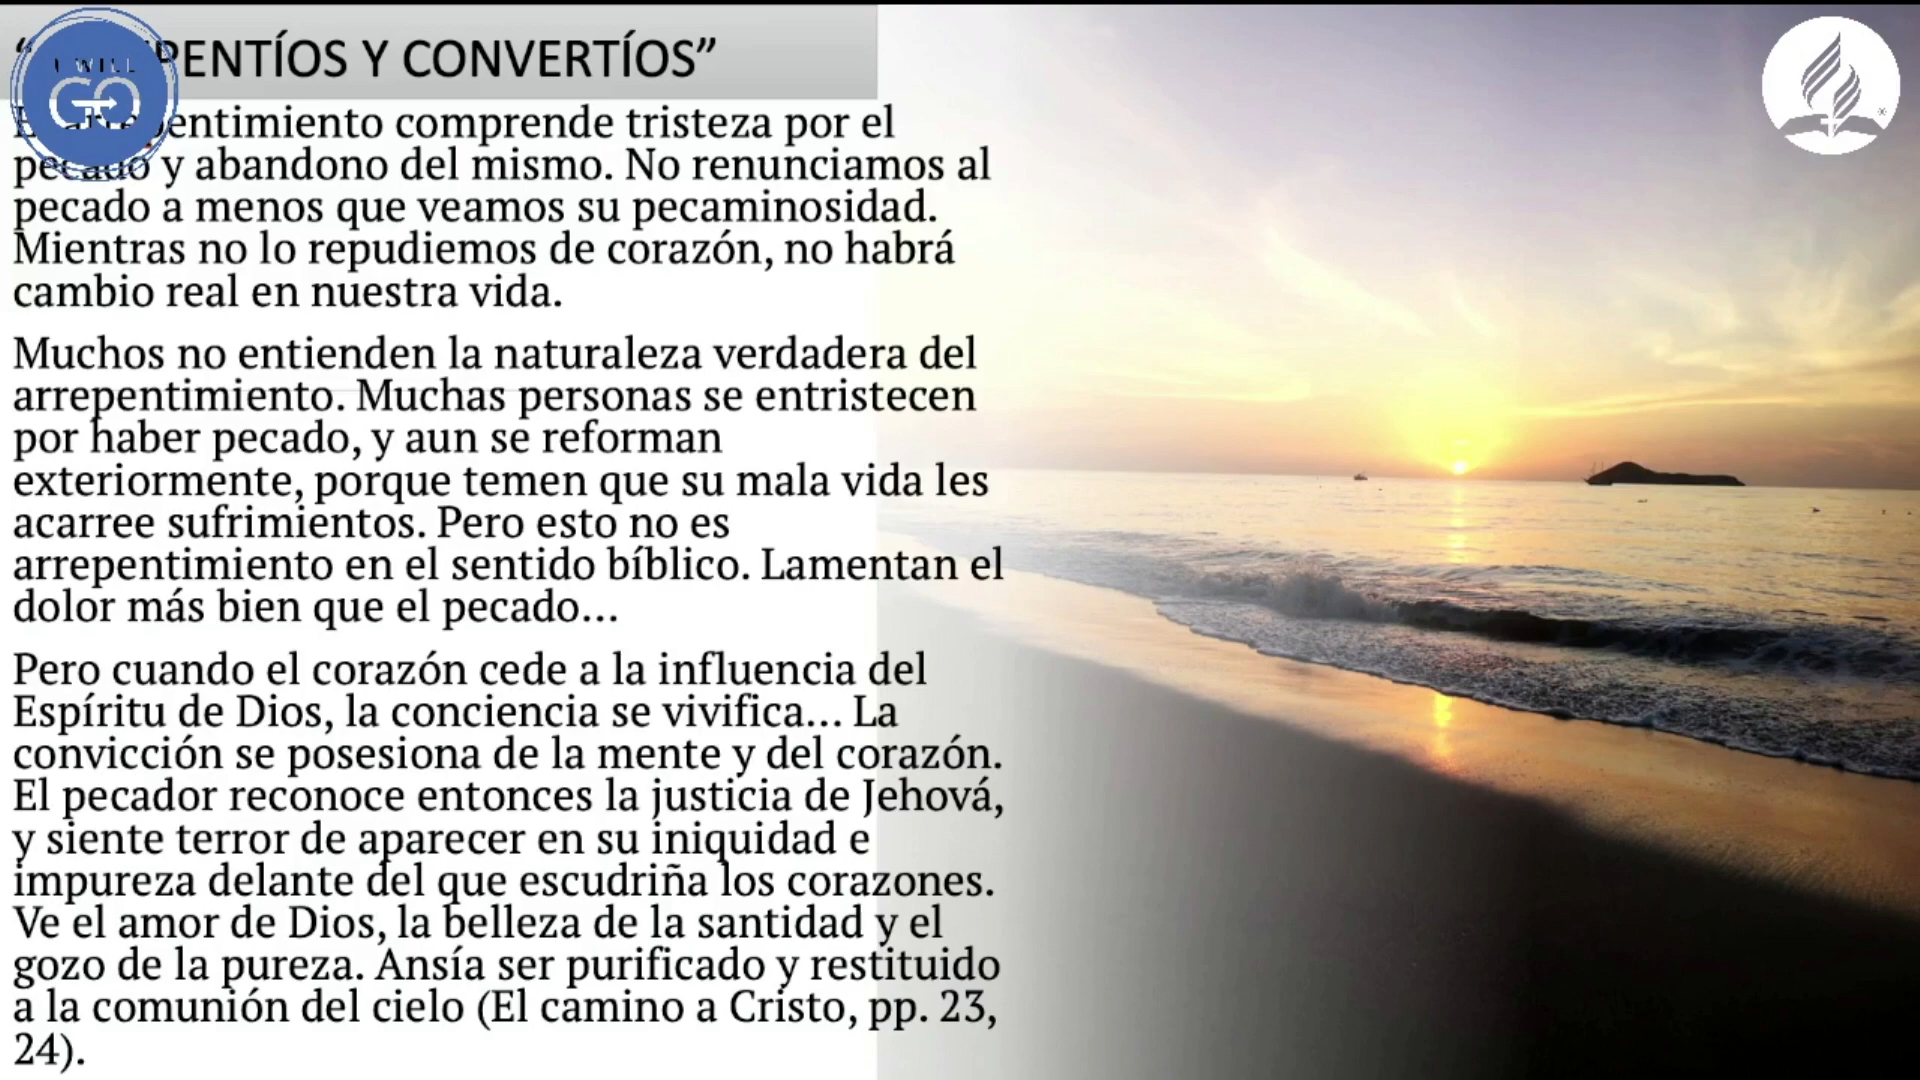 “ PENTÍOS Y CONVERTÍOS”
I WILL
GO
El arrepentimiento comprende tristeza por el
pecado y abandono del mismo. No renunciamos al
pecado a menos que veamos su pecaminosidad.
Mientras no lo repudiemos de corazón, no habrá
cambio real en nuestra vida.
Muchos no entienden la naturaleza verdadera del
arrepentimiento. Muchas personas se entristecen
por haber pecado, y aun se reforman
exteriormente, porque temen que su mala vida les
acarree sufrimientos. Pero esto no es
arrepentimiento en el sentido bíblico. Lamentan el
dolor más bien que el pecado...
Pero cuando el corazón cede a la influencia del
Espíritu de Dios, la conciencia se vivifica... La
convicción se posesiona de la mente y del corazón.
El pecador reconoce entonces la justicia de Jehová,
y siente terror de aparecer en su iniquidad e
impureza delante del que escudriña los corazones.
Ve el amor de Dios, la belleza de la santidad y el
gozo de la pureza. Ansía ser purificado y restituido
a la comunión del cielo (El camino a Cristo, pp. 23,
24).